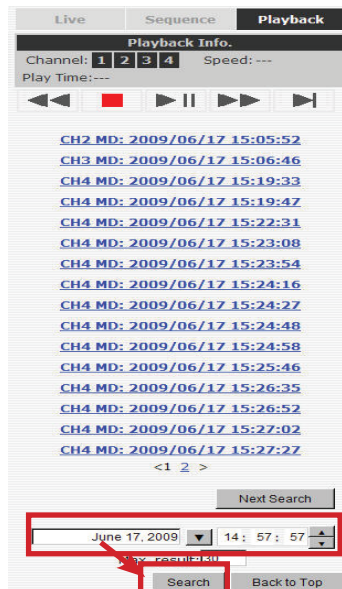 Live Sequence Playback
Playback Info.
Channel: 1 2 3 4 Speed: ---
Play Time:---
CH2 MD: 2009/06/17 15:05:52
CH3 MD: 2009/06/17 15:06:46
CH4 MD: 2009/06/17 15:19:33
CH4 MD: 2009/06/17 15:19:47
CH4 MD: 2009/06/17 15:22:31
CH4 MD: 2009/06/17 15:23:08
CH4 MD: 2009/06/17 15:23:54
CH4 MD: 2009/06/17 15:24:16
CH4 MD: 2009/06/17 15:24:27
CH4 MD: 2009/06/17 15:24:48
CH4 MD: 2009/06/17 15:24:58
CH4 MD: 2009/06/17 15:25:46
CH4 MD: 2009/06/17 15:26:35
CH4 MD: 2009/06/17 15:26:52
CH4 MD: 2009/06/17 15:27:02
CH4 MD: 2009/06/17 15:27:27
<1 2 >
Next Search
June 17, 2009 14: 57: 57
Max. result:30
Search Back to Top